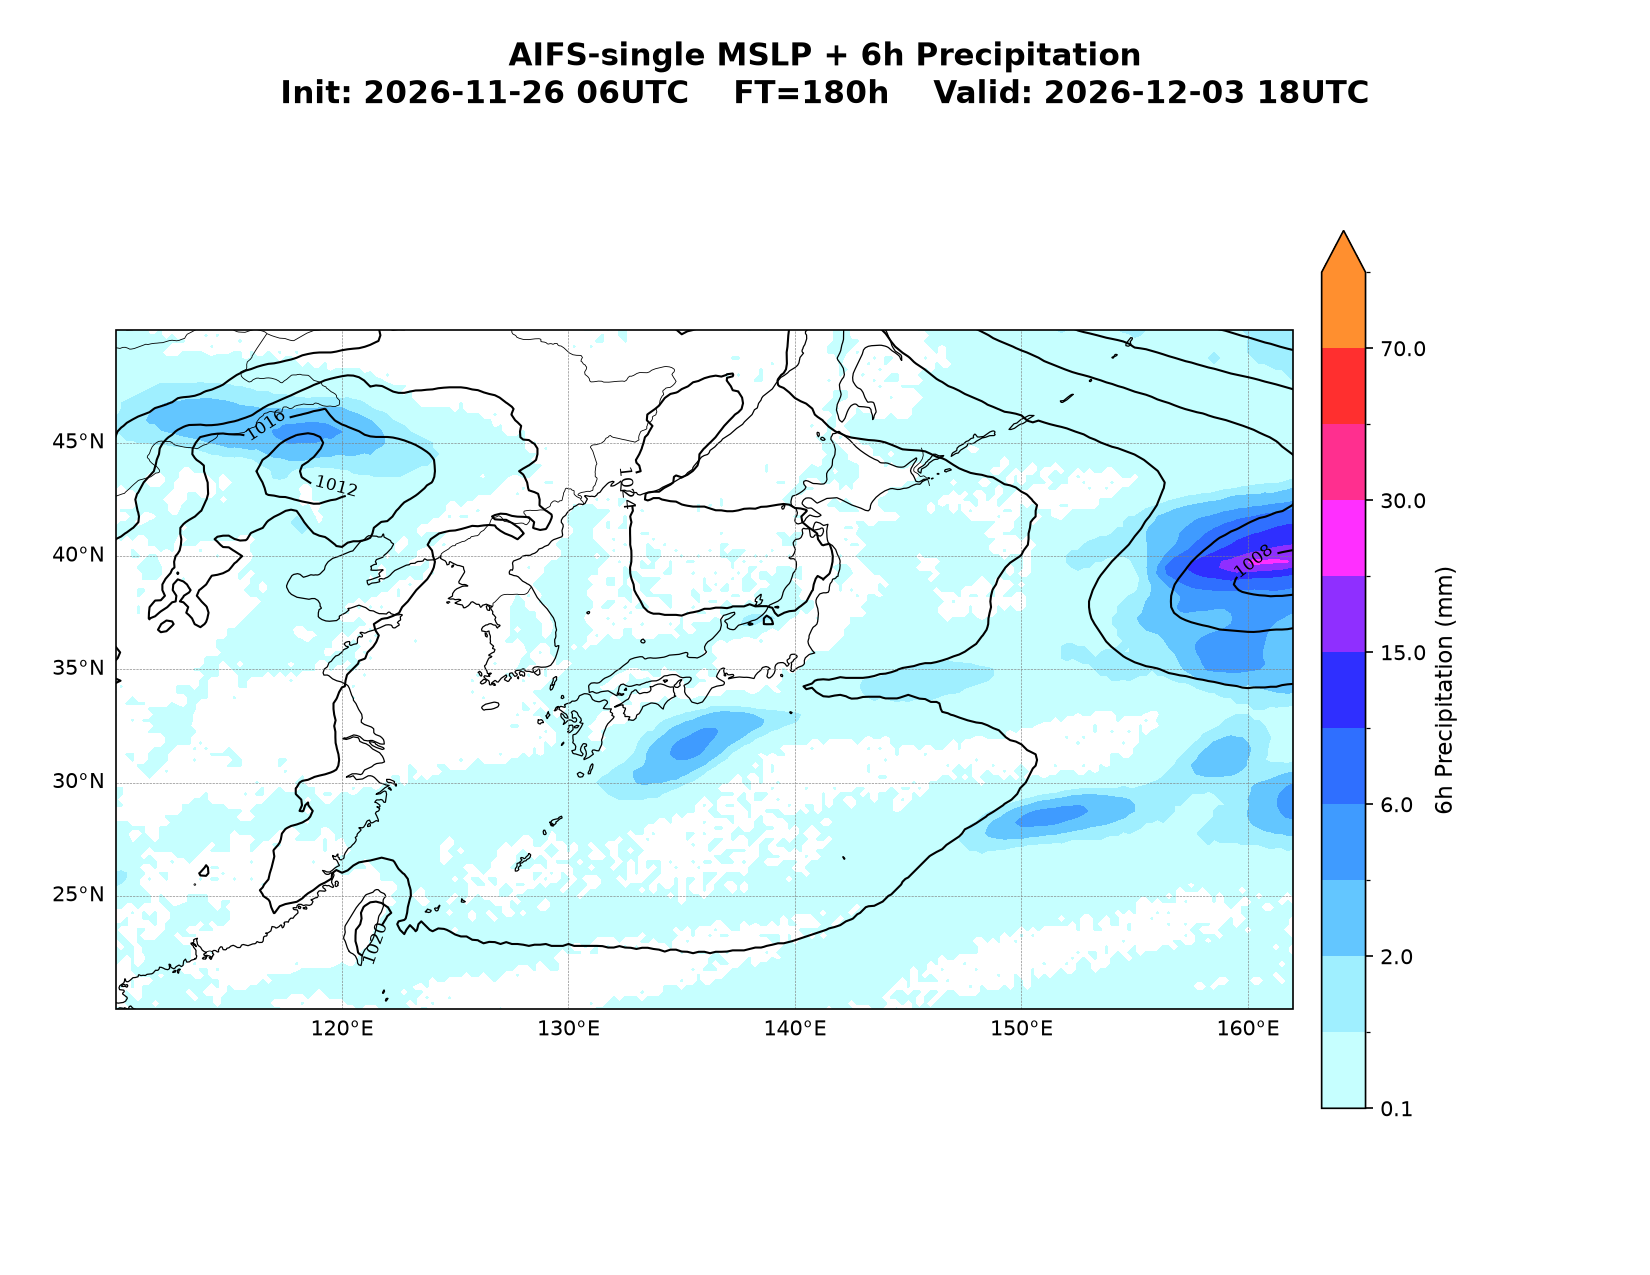 AIFS-single MSLP + 6h Precipitation
Init: 2026-11-26 06UTC    FT=180h    Valid: 2026-12-03 18UTC
70.0
30.0
15.0
6.0
2.0
0.1
6h Precipitation (mm)
45°N
40°N
35°N
30°N
25°N
120°E
130°E
140°E
150°E
160°E
1016
1012
1024
1008
1020